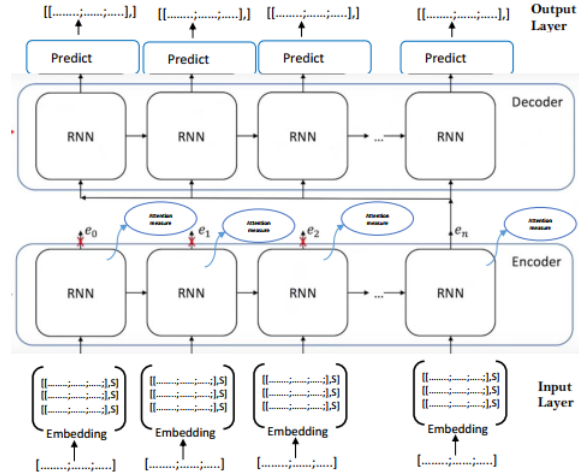 [[........;.....;.....],] [[........;.....;.....],] [[........;.....;.....],] [[........;.....;.....],] Output Layer
Predict Predict Predict Predict
Decoder
RNN RNN RNN ... RNN
Attention measure Attention measure Attention measure Attention measure
e0 e1 e2 en
Encoder
RNN RNN RNN ... RNN
[[........;.....;.....;],S] [[........;.....;.....;],S] [[........;.....;.....;],S] [[........;.....;.....;],S]
[[........;.....;.....;],S] [[........;.....;.....;],S] [[........;.....;.....;],S] [[........;.....;.....;],S]
[[........;.....;.....;],S] [[........;.....;.....;],S] [[........;.....;.....;],S] [[........;.....;.....;],S] Input Layer
Embedding Embedding Embedding Embedding
[........;.....;.....] [........;.....;.....] [........;.....;.....] [........;.....;.....]